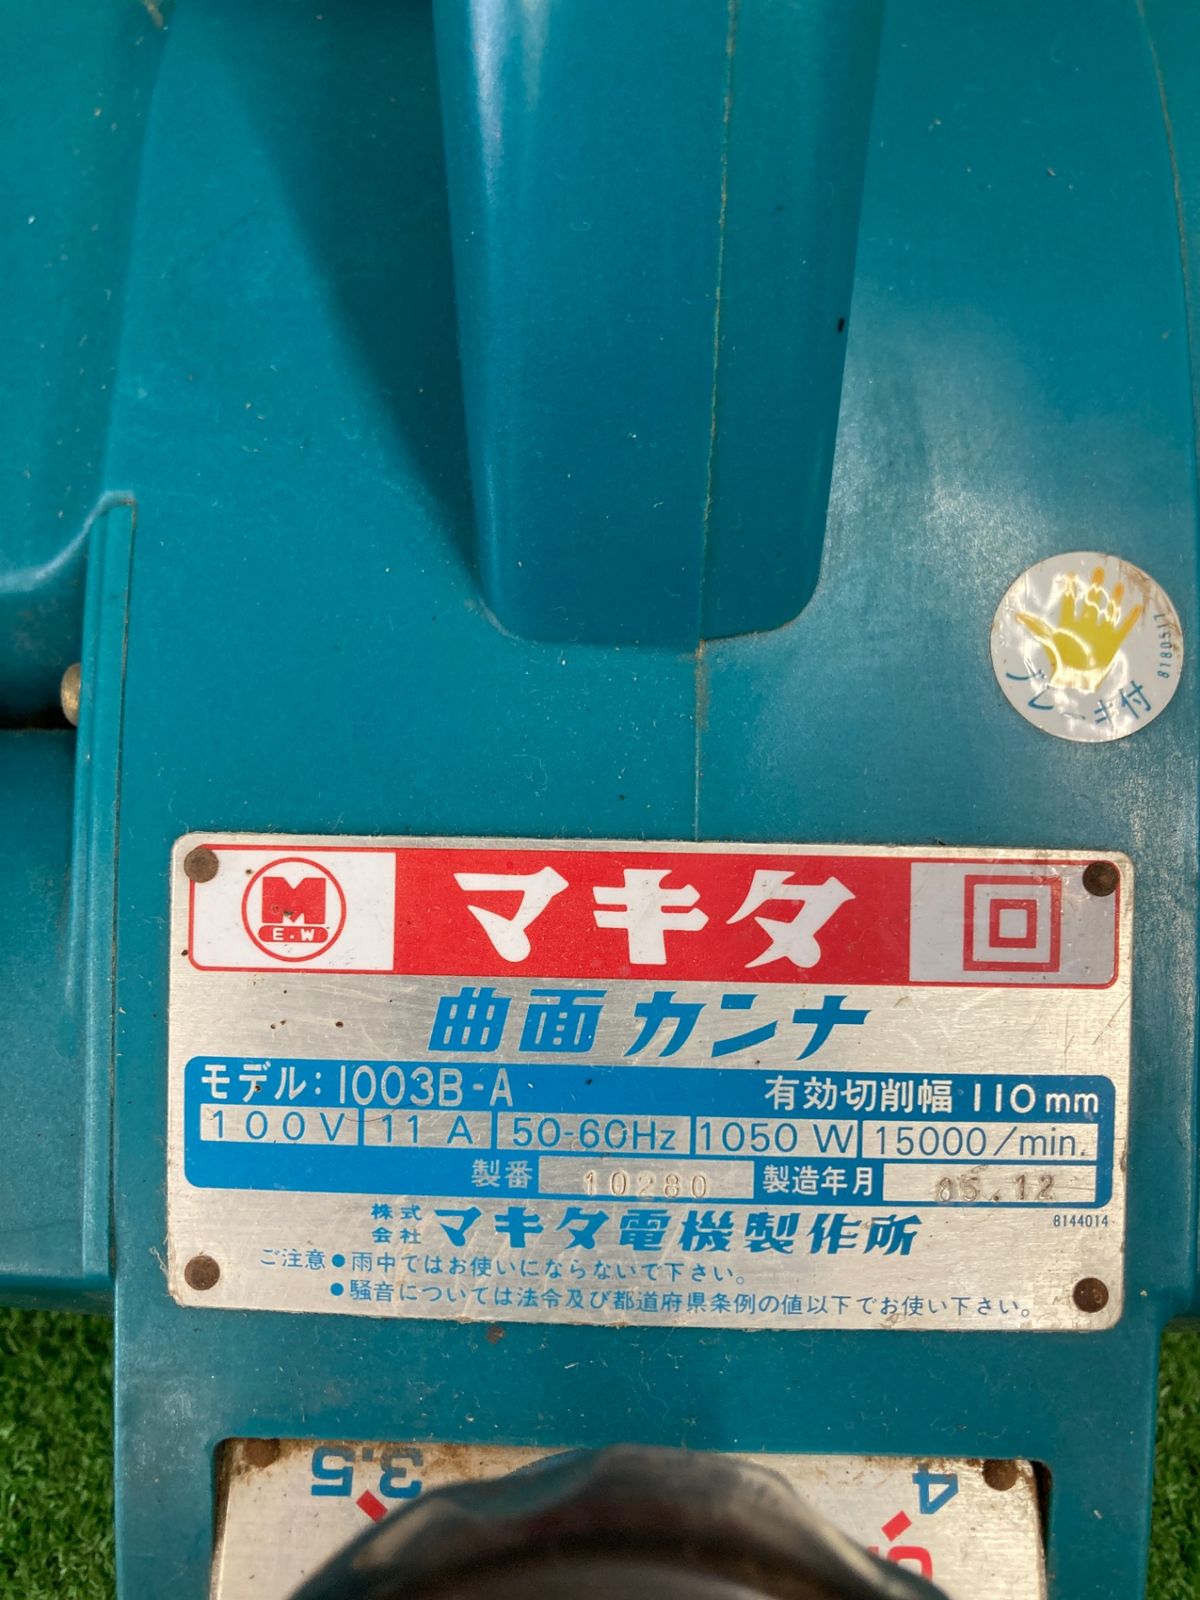 ブレーキ付
8180517
M
E.W
マキタ
曲面カンナ
モデル:1003B-A 有効切削幅 110mm
100V 11A 50-60Hz 1050W 15000/min.
製番 10280 製造年月 85.12
株式会社 マキタ電機製作所 8144014
ご注意●雨中ではお使いにならないで下さい。
●騒音については法令及び都道府県条例の値以下でお使い下さい。
3.5 4